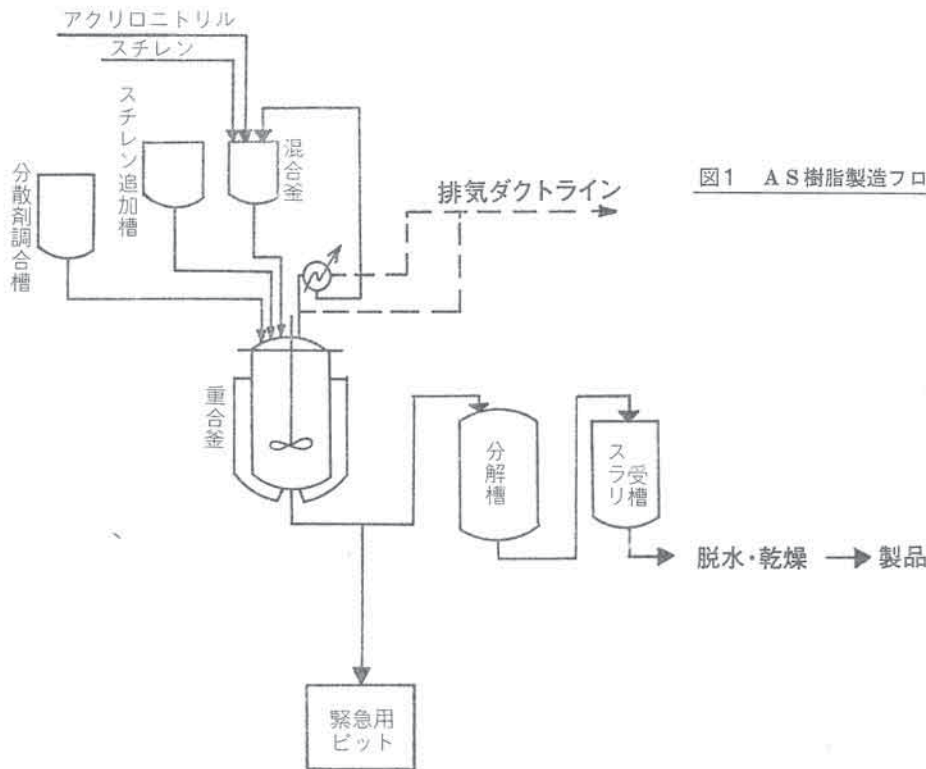 アクリロニトリル
スチレン
スチレン追加槽
混合釜
分散剤調合槽
排気ダクトライン
図1 AS樹脂製造フロ
重合釜
分解槽
スラリ
受槽
脱水・乾燥
製品
緊急用
ピット